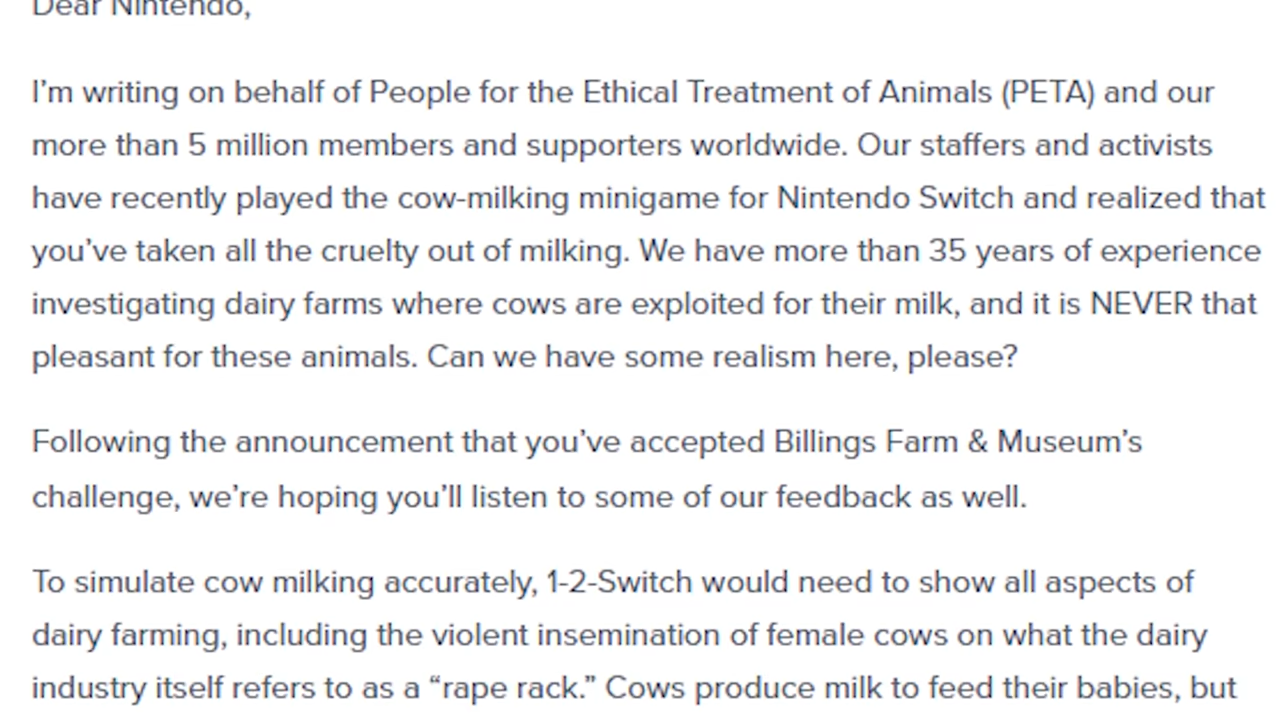 Dear Nintendo,
I’m writing on behalf of People for the Ethical Treatment of Animals (PETA) and our
more than 5 million members and supporters worldwide. Our staffers and activists
have recently played the cow-milking minigame for Nintendo Switch and realized that
you’ve taken all the cruelty out of milking. We have more than 35 years of experience
investigating dairy farms where cows are exploited for their milk, and it is NEVER that
pleasant for these animals. Can we have some realism here, please?
Following the announcement that you’ve accepted Billings Farm & Museum’s
challenge, we’re hoping you’ll listen to some of our feedback as well.
To simulate cow milking accurately, 1-2-Switch would need to show all aspects of
dairy farming, including the violent insemination of female cows on what the dairy
industry itself refers to as a “rape rack.” Cows produce milk to feed their babies, but